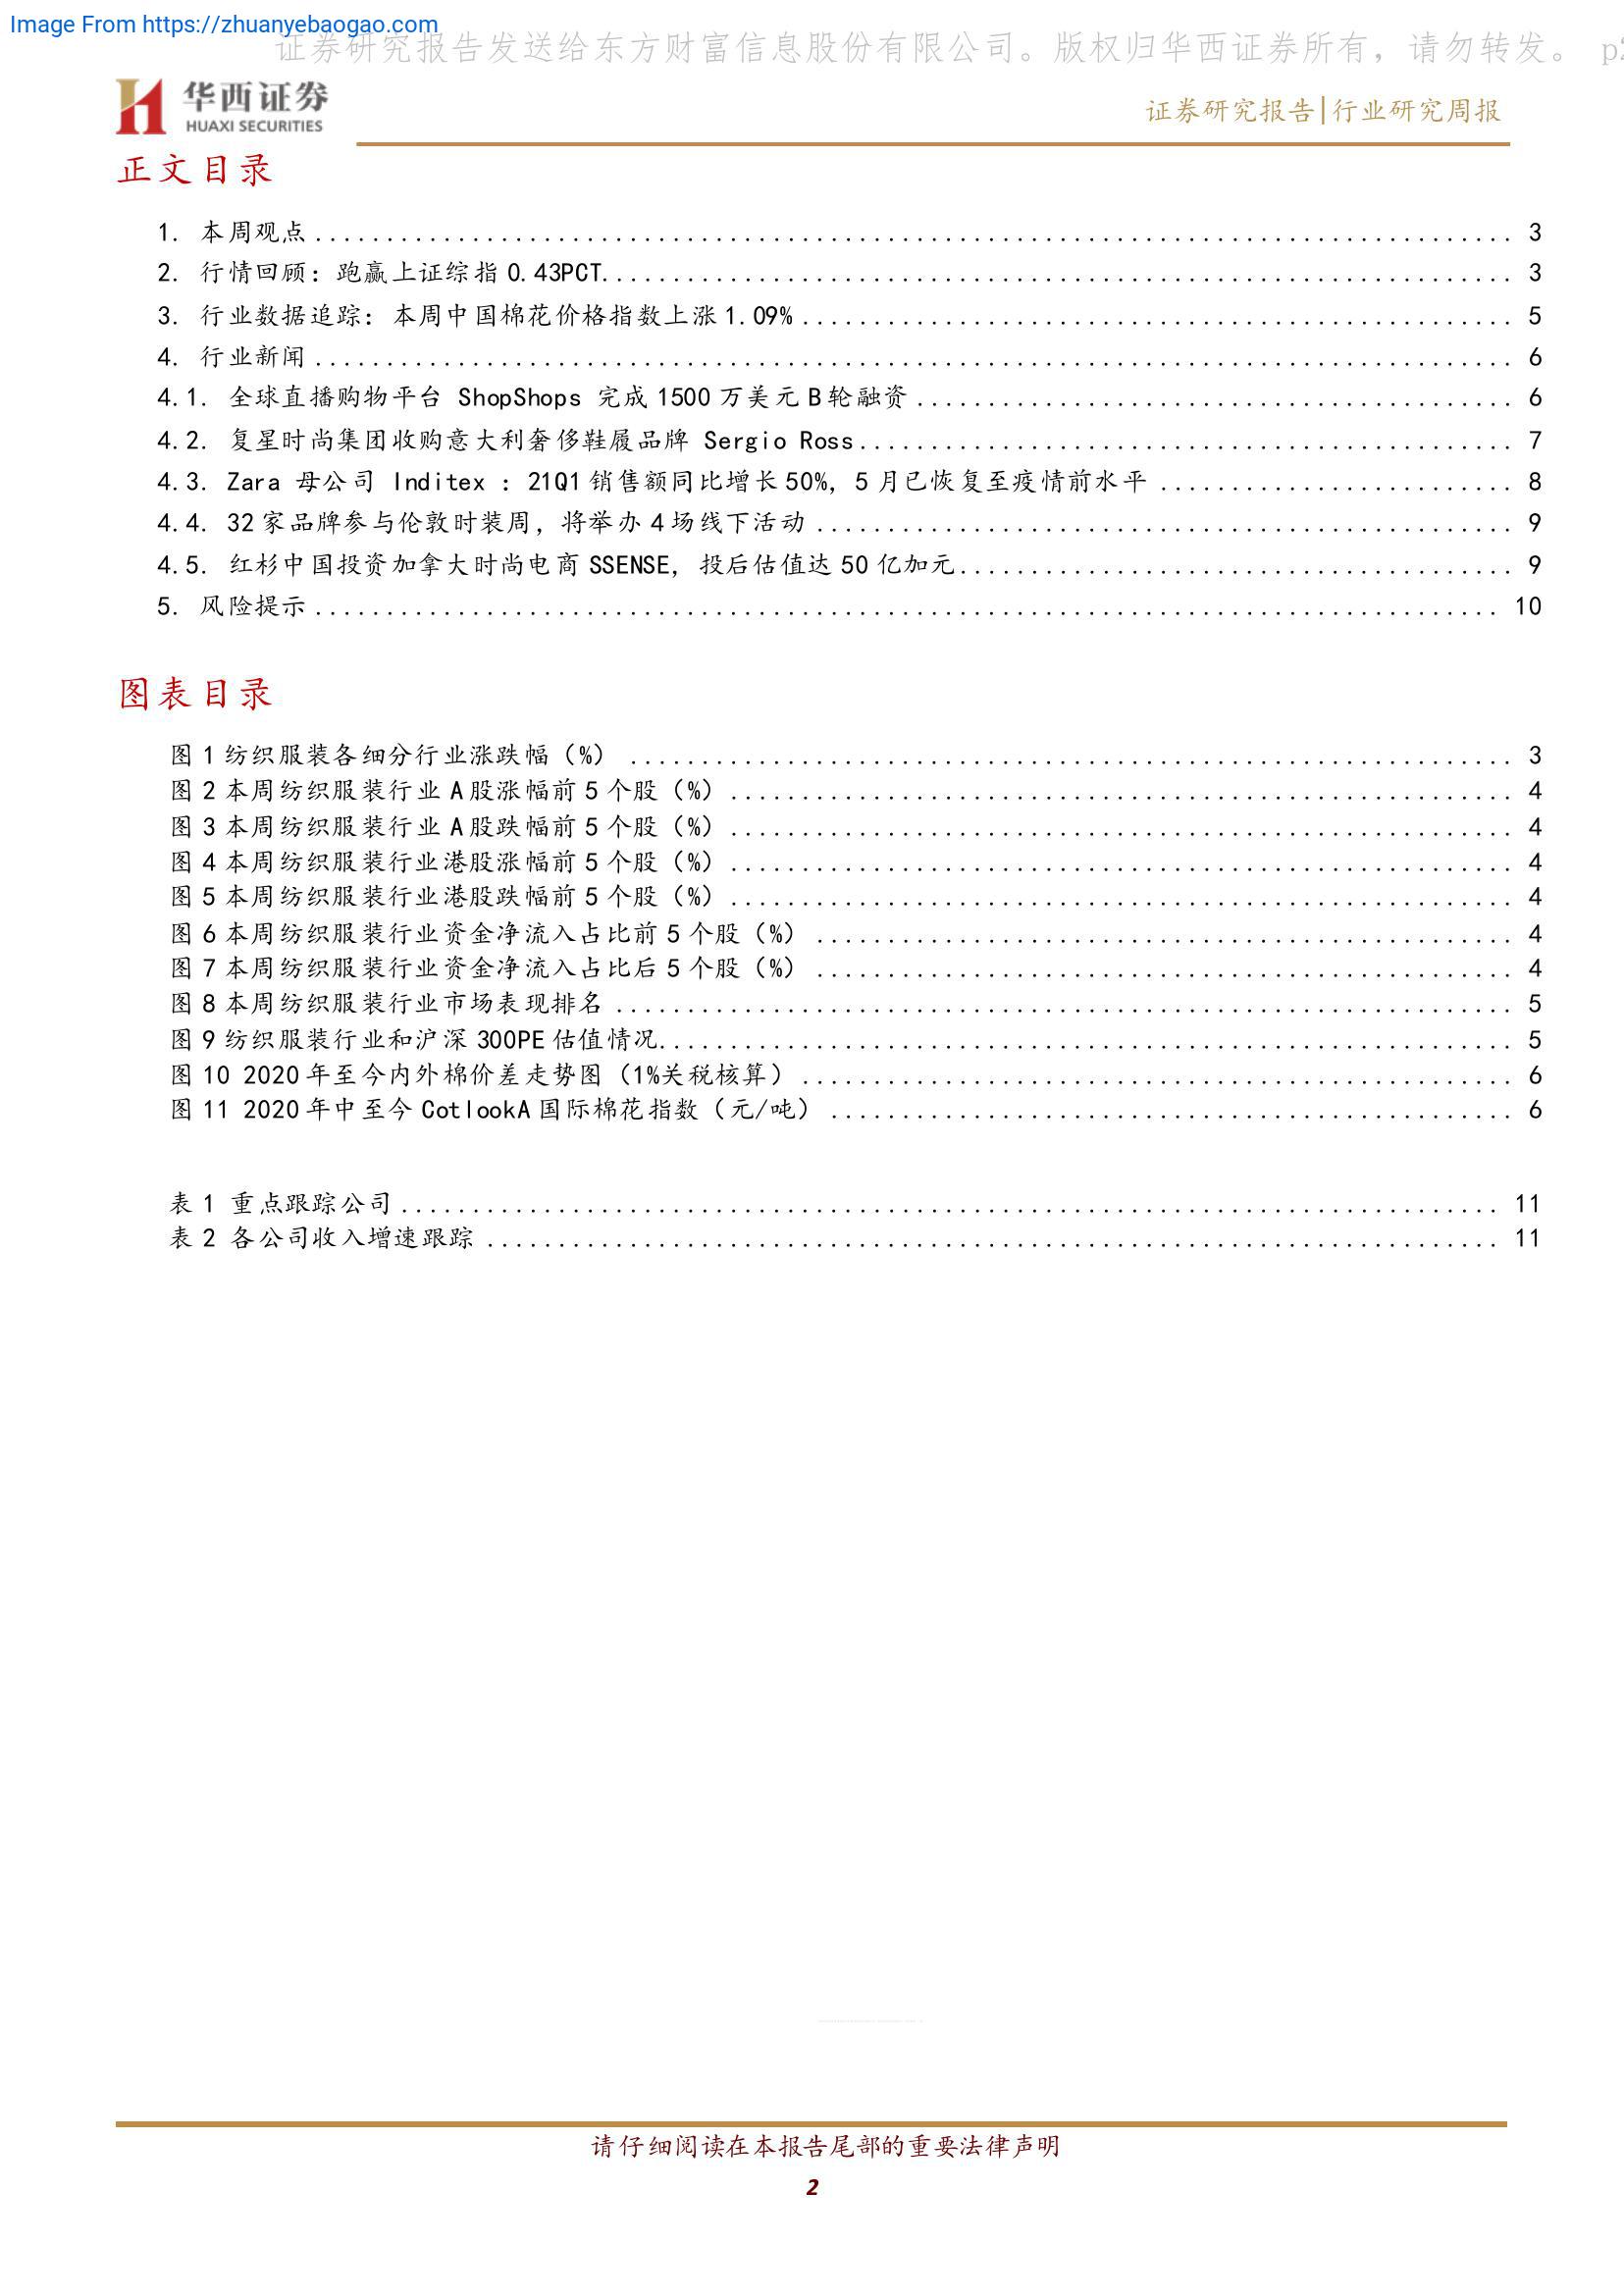 Image From https://zhuanyebaogao.com
证券研究报告发送给东方财富信息股份有限公司。版权归华西证券所有，请勿转发。 p2
华西证券
HUAXI SECURITIES
证券研究报告|行业研究周报
正文目录
1. 本周观点 3
2. 行情回顾：跑赢上证综指 0.43PCT 3
3. 行业数据追踪：本周中国棉花价格指数上涨 1.09% 5
4. 行业新闻 6
4.1. 全球直播购物平台 ShopShops 完成 1500 万美元 B 轮融资 6
4.2. 复星时尚集团收购意大利奢侈鞋履品牌 Sergio Ross 7
4.3. Zara 母公司 Inditex ：21Q1 销售额同比增长 50%，5 月已恢复至疫情前水平 8
4.4. 32 家品牌参与伦敦时装周，将举办 4 场线下活动 9
4.5. 红杉中国投资加拿大时尚电商 SSENSE，投后估值达 50 亿加元 9
5. 风险提示 10
图表目录
图 1 纺织服装各细分行业涨跌幅（%） 3
图 2 本周纺织服装行业 A 股涨幅前 5 个股（%） 4
图 3 本周纺织服装行业 A 股跌幅前 5 个股（%） 4
图 4 本周纺织服装行业港股涨幅前 5 个股（%） 4
图 5 本周纺织服装行业港股跌幅前 5 个股（%） 4
图 6 本周纺织服装行业资金净流入占比前 5 个股（%） 4
图 7 本周纺织服装行业资金净流入占比后 5 个股（%） 4
图 8 本周纺织服装行业市场表现排名 5
图 9 纺织服装行业和沪深 300PE 估值情况 5
图 10 2020 年至今内外棉价差走势图（1%关税核算） 6
图 11 2020 年中至今 CotlookA 国际棉花指数（元/吨） 6
表 1 重点跟踪公司 11
表 2 各公司收入增速跟踪 11
请仔细阅读在本报告尾部的重要法律声明
2